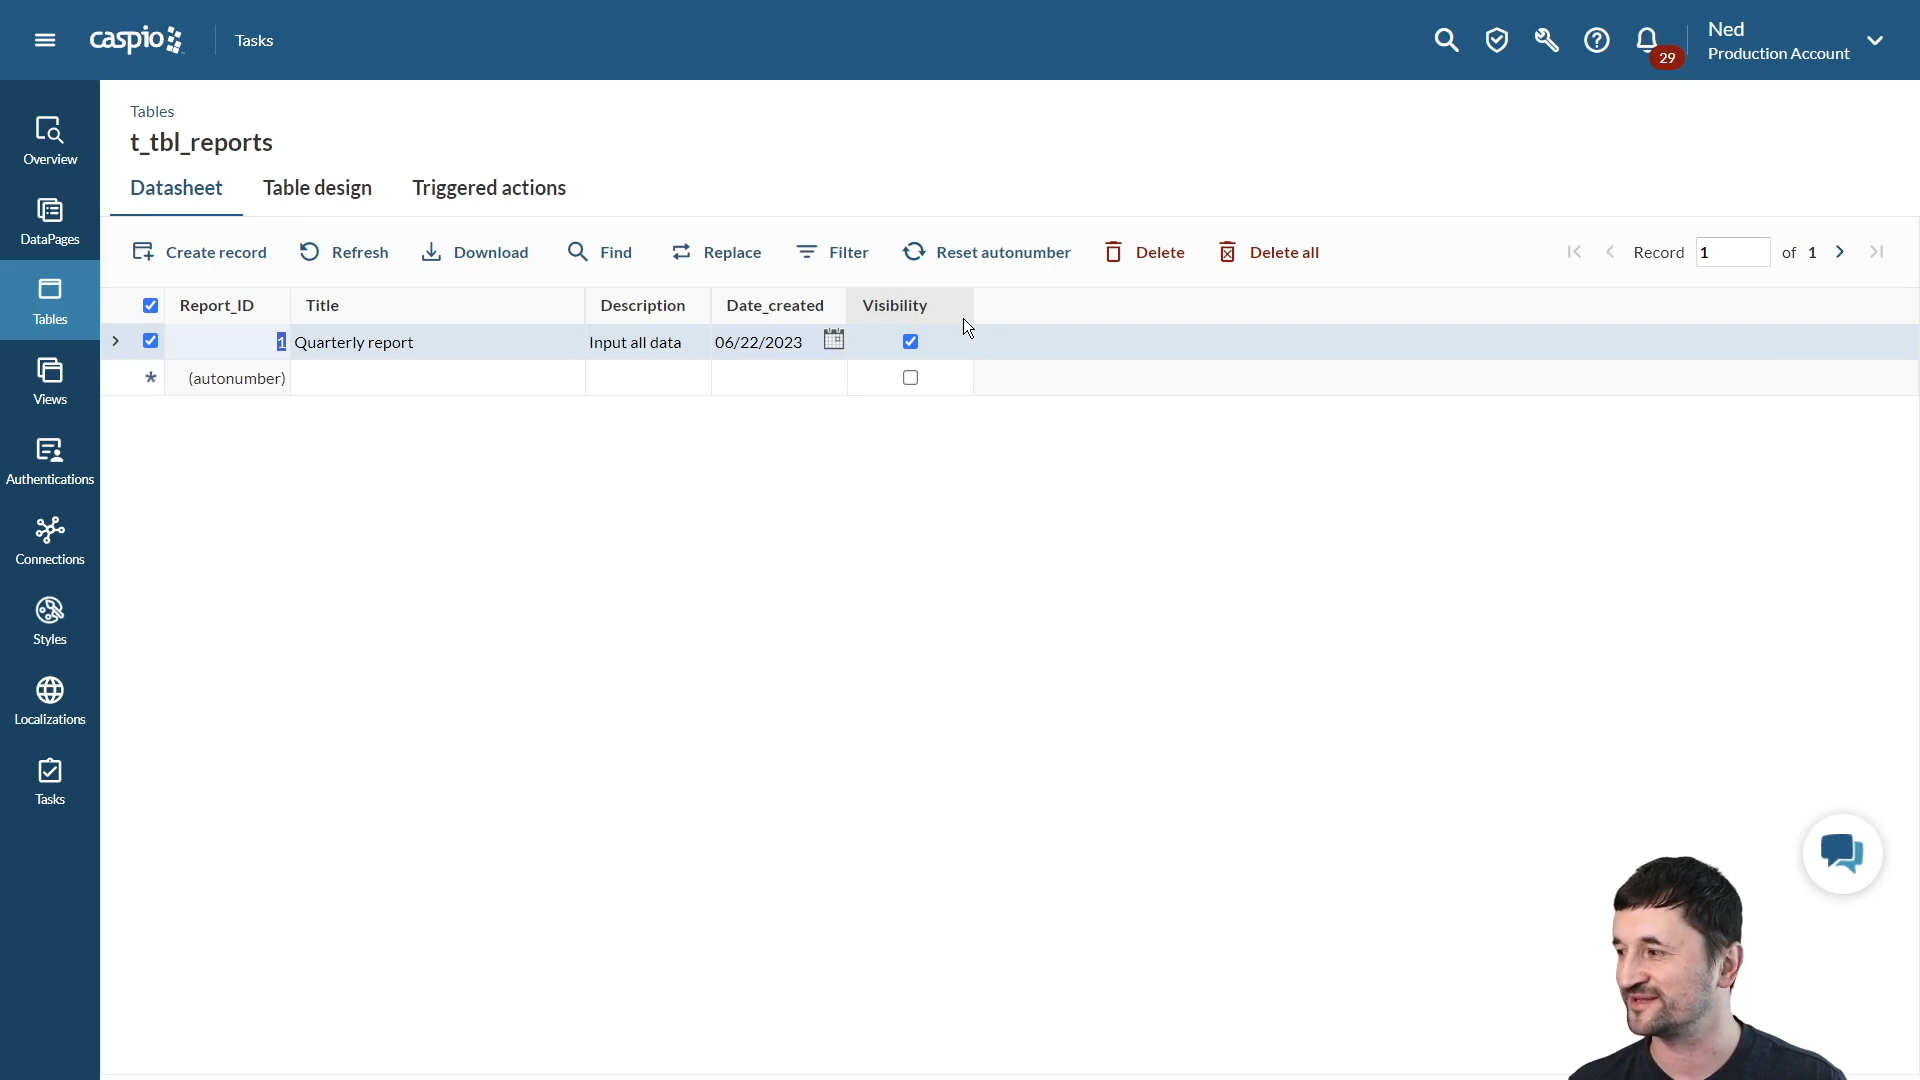 caspio
Tasks
29
Ned
Production Account
Overview
DataPages
Tables
Views
Authentications
Connections
Styles
Localizations
Tasks
Tables
t_tbl_reports
Datasheet Table design Triggered actions
Create record Refresh Download Find Replace Filter Reset autonumber Delete Delete all Record 1 of 1
Report_ID Title Description Date_created Visibility
1 Quarterly report Input all data 06/22/2023
* (autonumber)